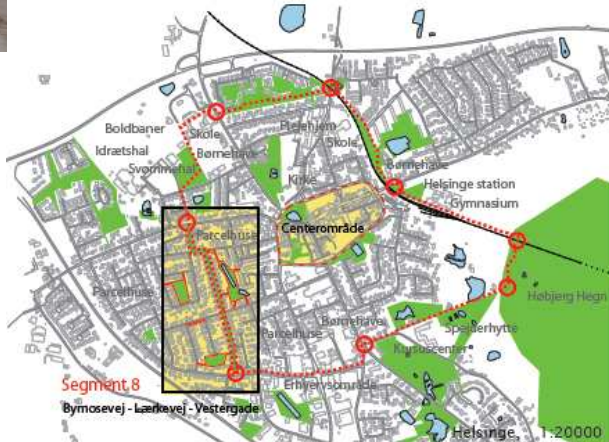 Boldbaner
Idrætshal
Svømmehal
Skole
Børnehave
Plejehjem
Skole
Kirke
Børnehave
Helsinge station
Gymnasium
Centerområde
Parcelhuse
Parcelhuse
Parcelhuse
Børnehave
Høbjerg Hegn
Spejderhytte
Kursuscenter
Erhvervsområde
Segment 8
Bymosevej - Lærkevej - Vestergade
Helsinge 1:20000